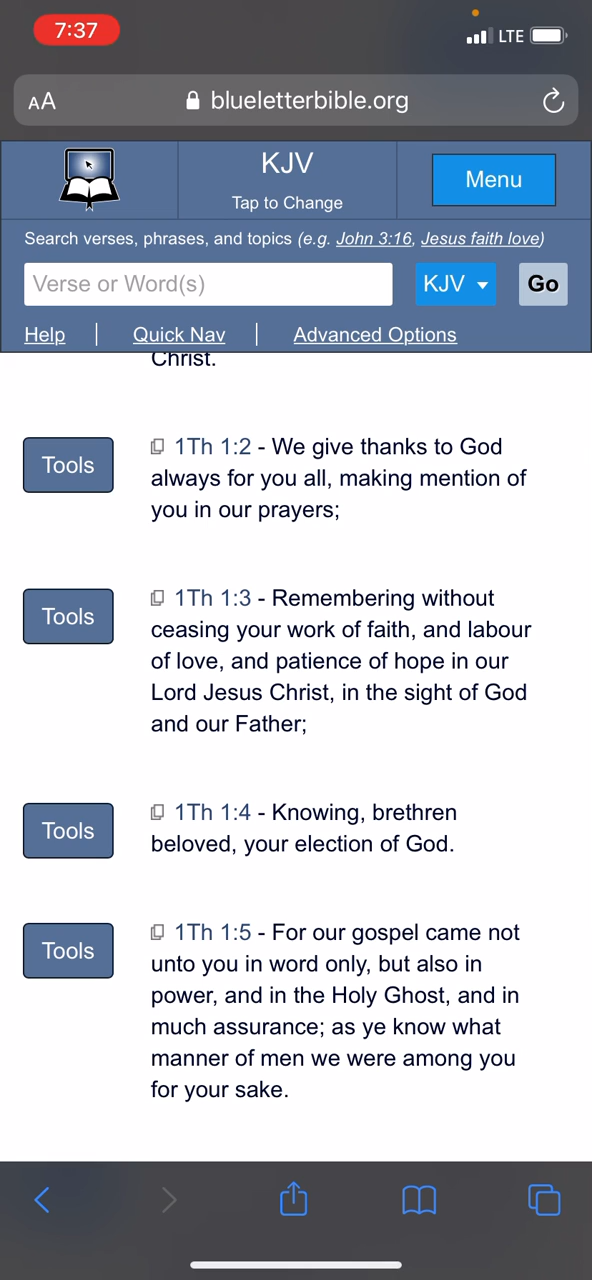 7:37
LTE
AA blueletterbible.org
KJV
Tap to Change
Menu
Search verses, phrases, and topics (e.g. John 3:16, Jesus faith love)
Verse or Word(s)
KJV
Go
Help | Quick Nav | Advanced Options
Christ.
Tools
1Th 1:2 - We give thanks to God
always for you all, making mention of
you in our prayers;
Tools
1Th 1:3 - Remembering without
ceasing your work of faith, and labour
of love, and patience of hope in our
Lord Jesus Christ, in the sight of God
and our Father;
Tools
1Th 1:4 - Knowing, brethren
beloved, your election of God.
Tools
1Th 1:5 - For our gospel came not
unto you in word only, but also in
power, and in the Holy Ghost, and in
much assurance; as ye know what
manner of men we were among you
for your sake.